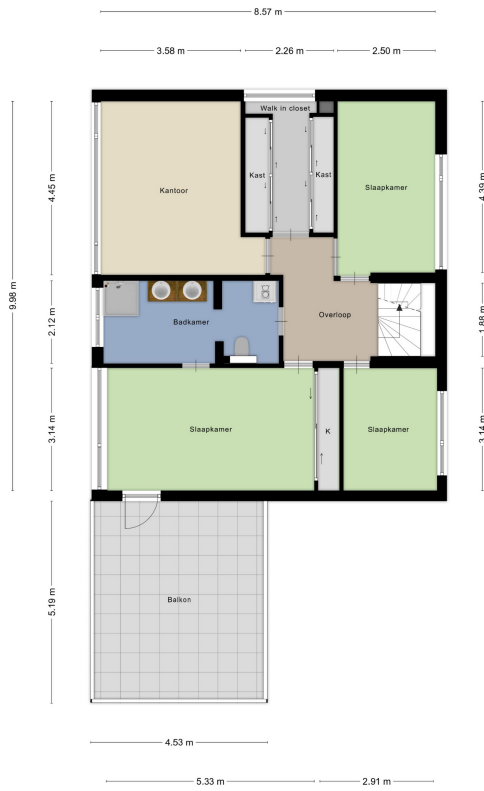 8.57 m
3.58 m
2.26 m
2.50 m
Walk in closet
Kast
Kast
Kantoor
Slaapkamer
4.45 m
4.39 m
9.98 m
2.12 m
1.88 m
Badkamer
Overloop
3.14 m
3.14 m
Slaapkamer
K
Slaapkamer
5.19 m
Balkon
4.53 m
5.33 m
2.91 m